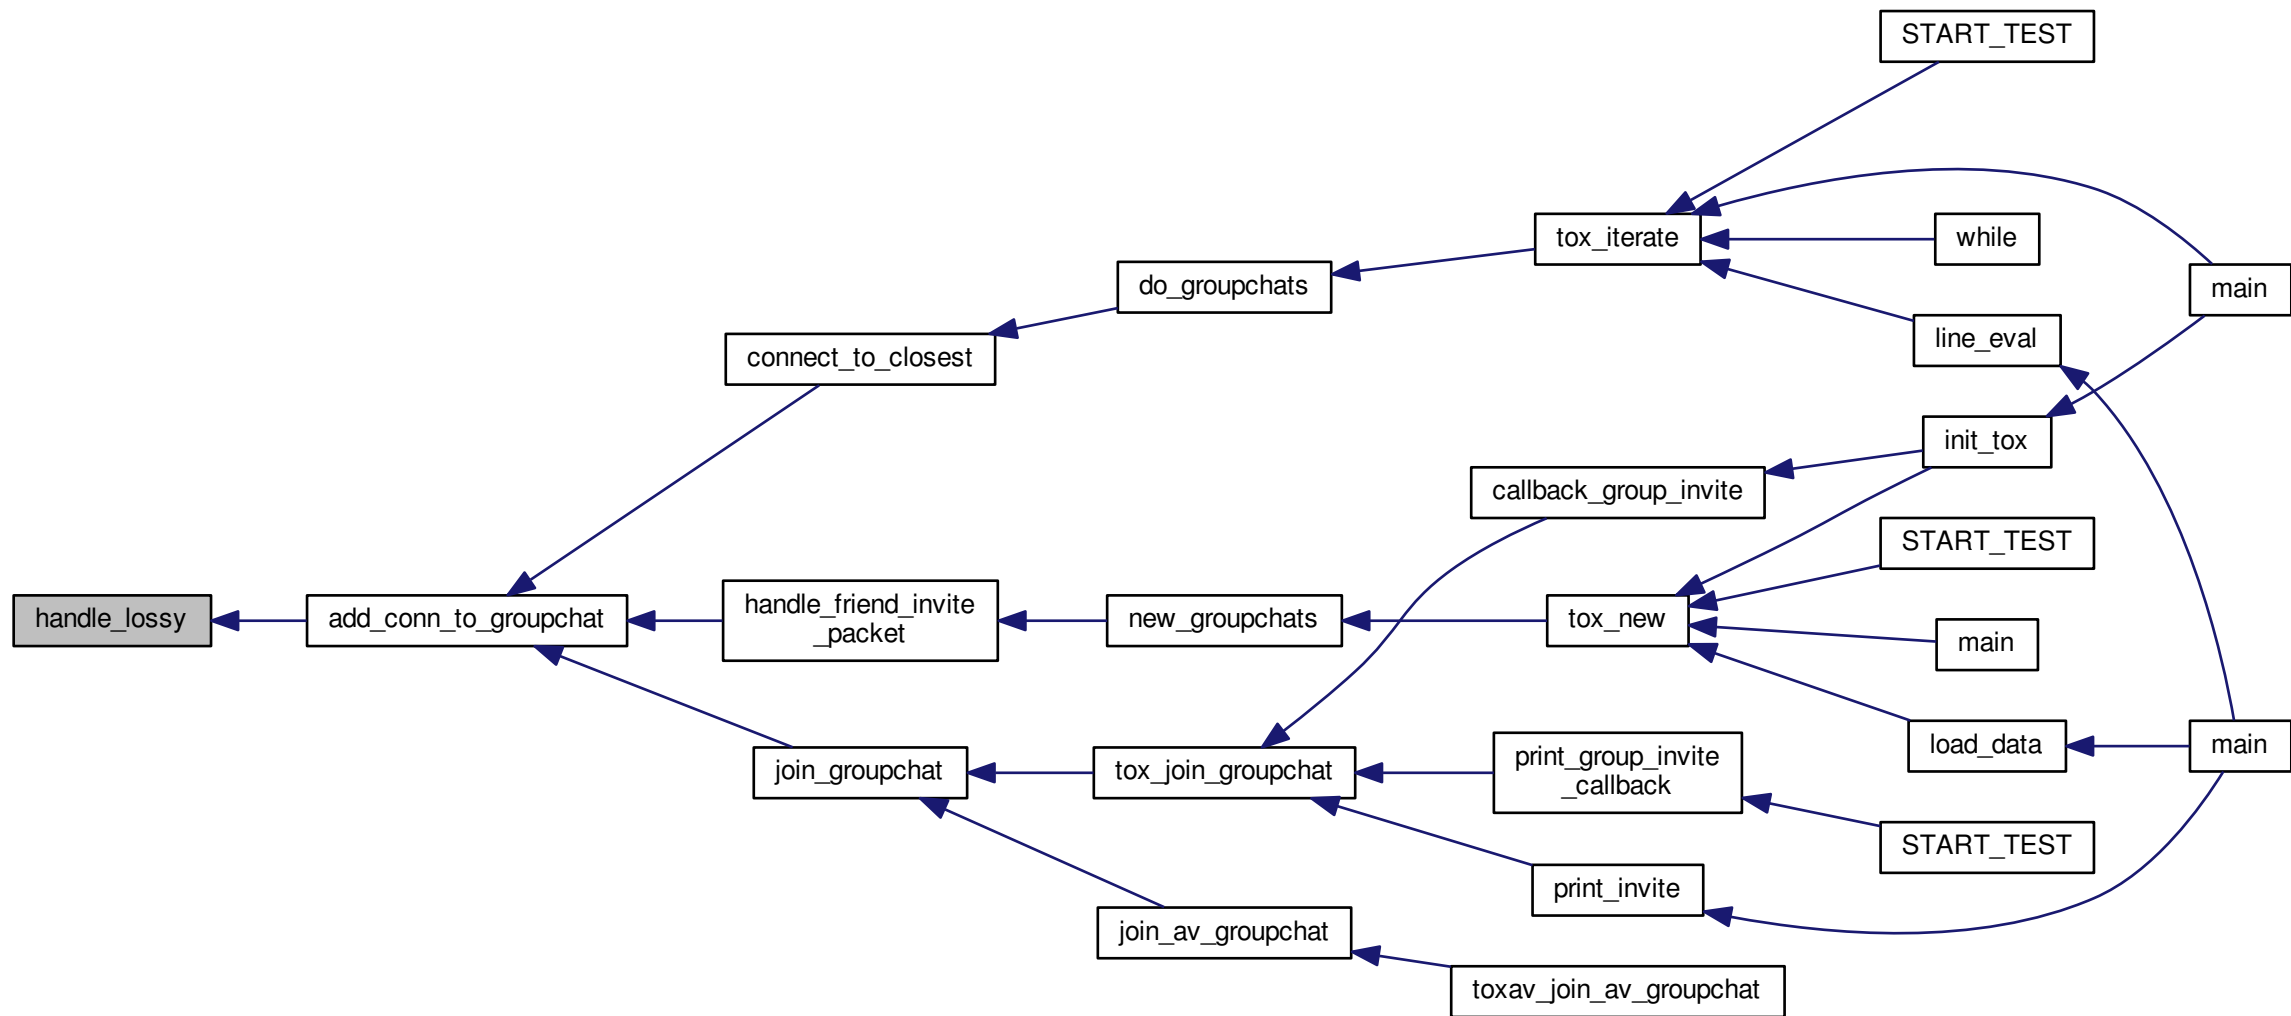 START_TEST
tox_iterate
while
do_groupchats
main
line_eval
connect_to_closest
init_tox
callback_group_invite
START_TEST
handle_lossy
add_conn_to_groupchat
handle_friend_invite
_packet
new_groupchats
tox_new
main
load_data
main
join_groupchat
tox_join_groupchat
print_group_invite
_callback
START_TEST
print_invite
join_av_groupchat
toxav_join_av_groupchat